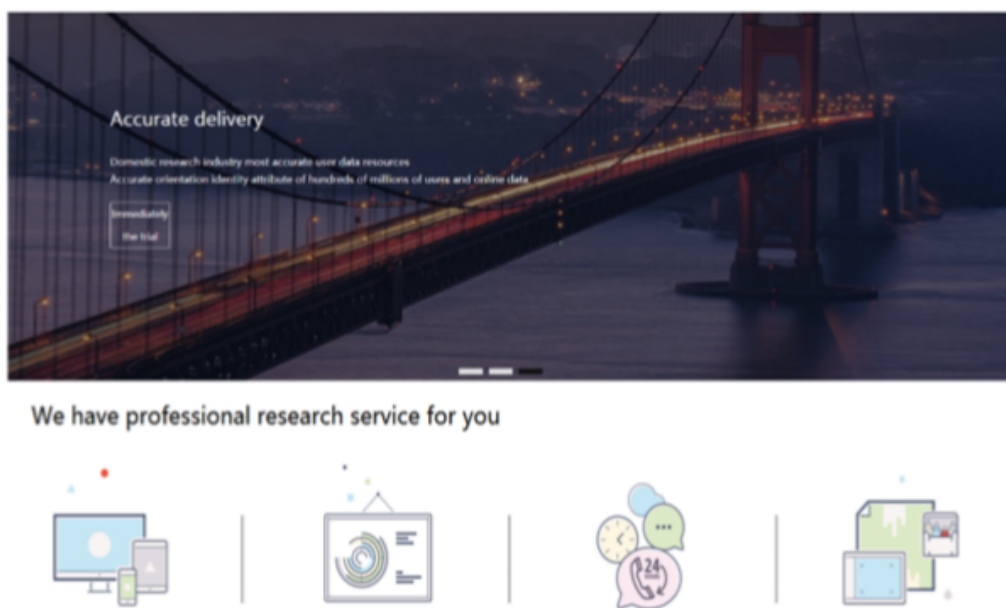 Accurate delivery
Domestic research industry most accurate user data resources
Accurate orientation identity attribute of hundreds of millions of users and online data
Immediately
the trial
We have professional research service for you
24